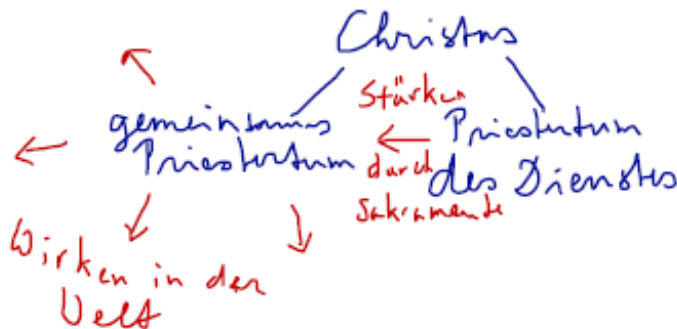 Christus
Stärken
gemeinsames
Priestertum
Priestertum
des Dienstes
durch
Sakramente
Wirken in der
Welt